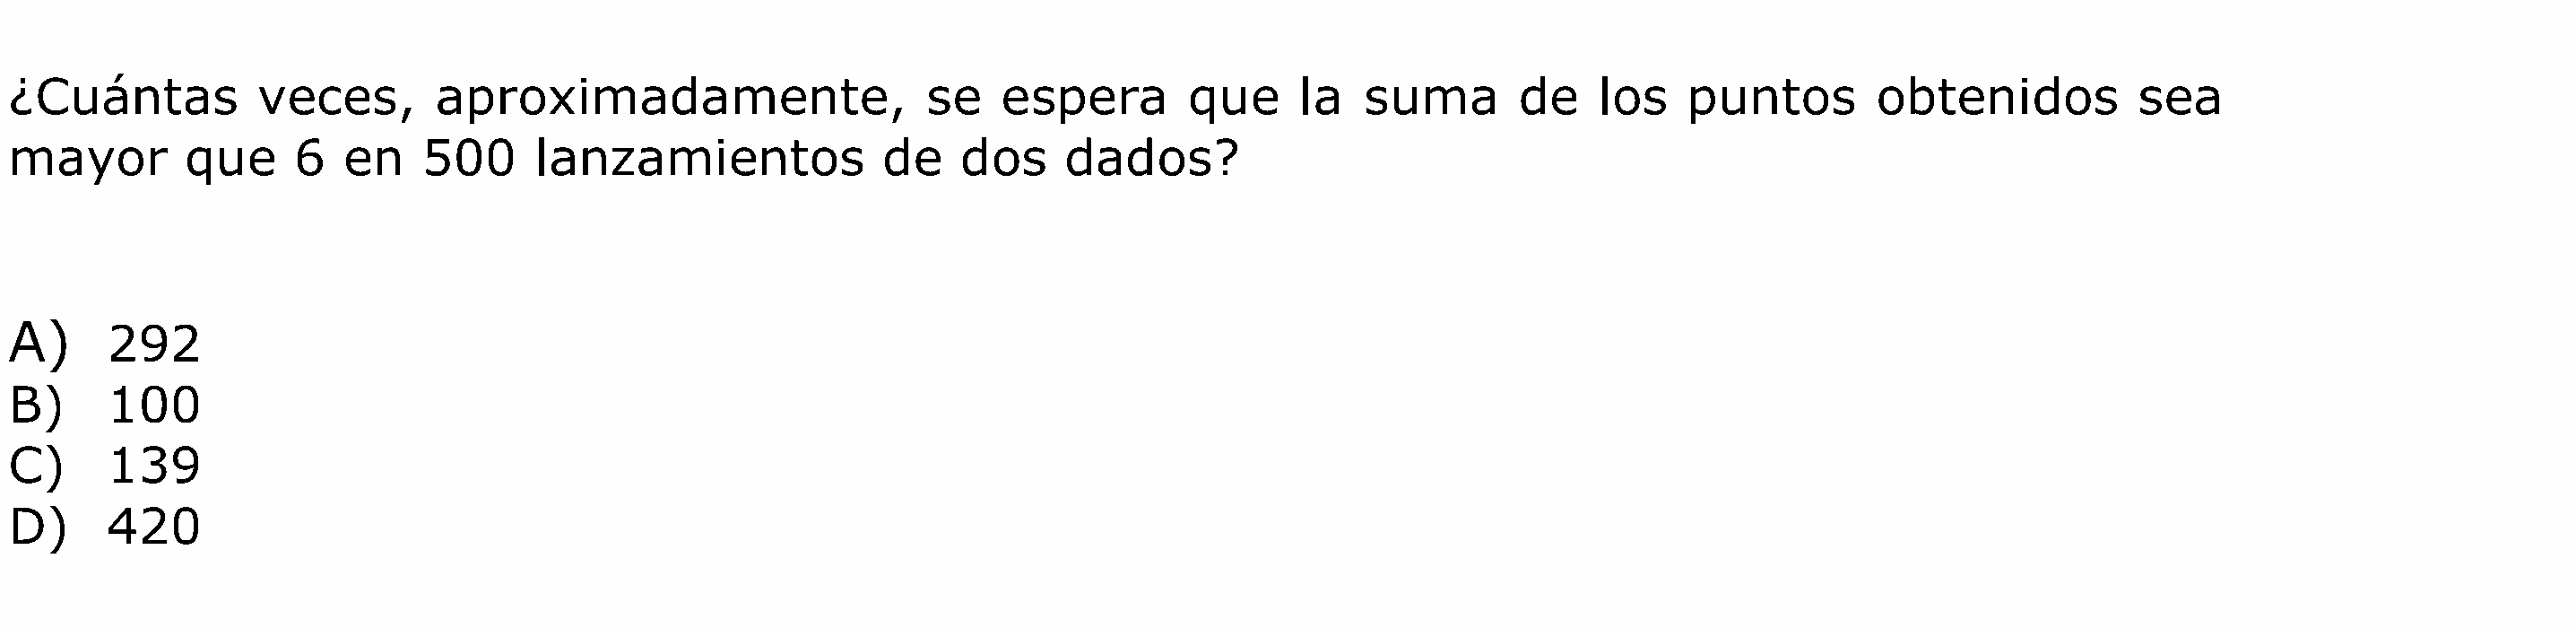 ¿Cuántas veces, aproximadamente, se espera que la suma de los puntos obtenidos sea
mayor que 6 en 500 lanzamientos de dos dados?
A) 292
B) 100
C) 139
D) 420